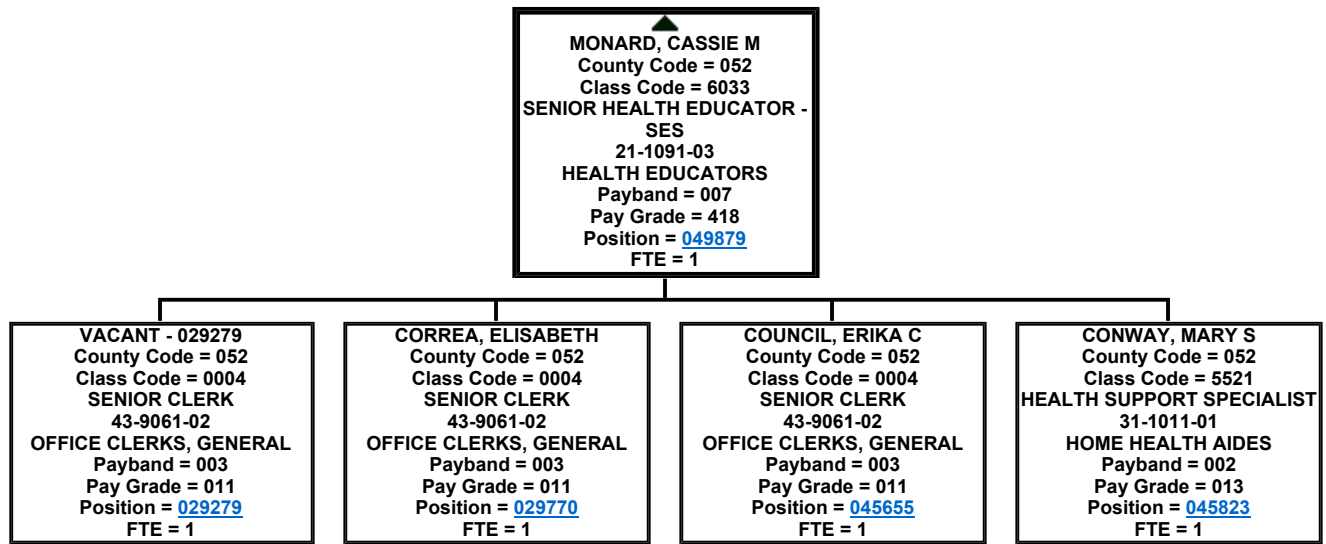 MONARD, CASSIE M
County Code = 052
Class Code = 6033
SENIOR HEALTH EDUCATOR -
SES
21-1091-03
HEALTH EDUCATORS
Payband = 007
Pay Grade = 418
Position = 049879
FTE = 1
VACANT - 029279
County Code = 052
Class Code = 0004
SENIOR CLERK
43-9061-02
OFFICE CLERKS, GENERAL
Payband = 003
Pay Grade = 011
Position = 029279
FTE = 1
CORREA, ELISABETH
County Code = 052
Class Code = 0004
SENIOR CLERK
43-9061-02
OFFICE CLERKS, GENERAL
Payband = 003
Pay Grade = 011
Position = 029770
FTE = 1
COUNCIL, ERIKA C
County Code = 052
Class Code = 0004
SENIOR CLERK
43-9061-02
OFFICE CLERKS, GENERAL
Payband = 003
Pay Grade = 011
Position = 045655
FTE = 1
CONWAY, MARY S
County Code = 052
Class Code = 5521
HEALTH SUPPORT SPECIALIST
31-1011-01
HOME HEALTH AIDES
Payband = 002
Pay Grade = 013
Position = 045823
FTE = 1